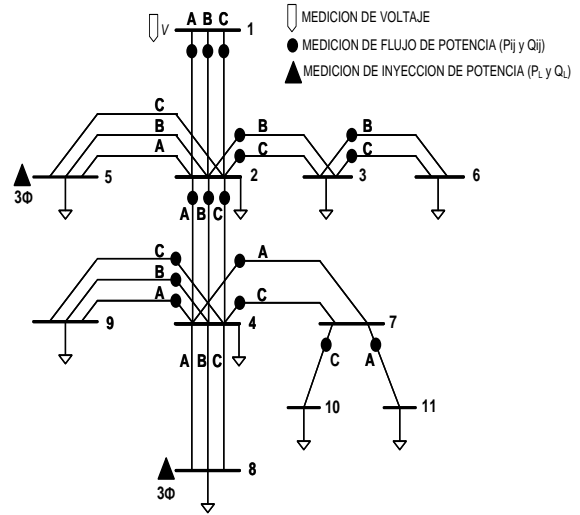 A B C
V
1
MEDICION DE VOLTAJE
MEDICION DE FLUJO DE POTENCIA (Pij y Qij)
MEDICION DE INYECCION DE POTENCIA (PL y QL)
C
B
A
B
C
B
C
5
2
3
6
3Φ
A B C
C
B
A
A
C
9
4
7
A B C
C
A
10
11
8
3Φ